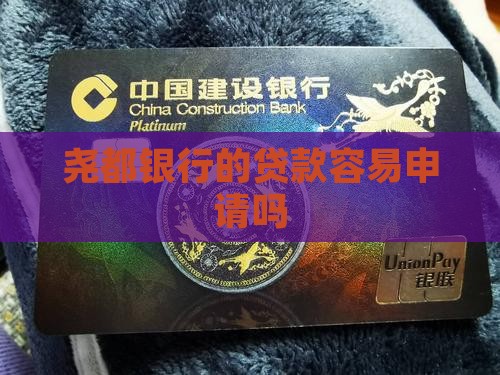 中国建设银行
China Construction Bank
Platinum
尧都银行的贷款容易申
请吗
UnionPay
银联